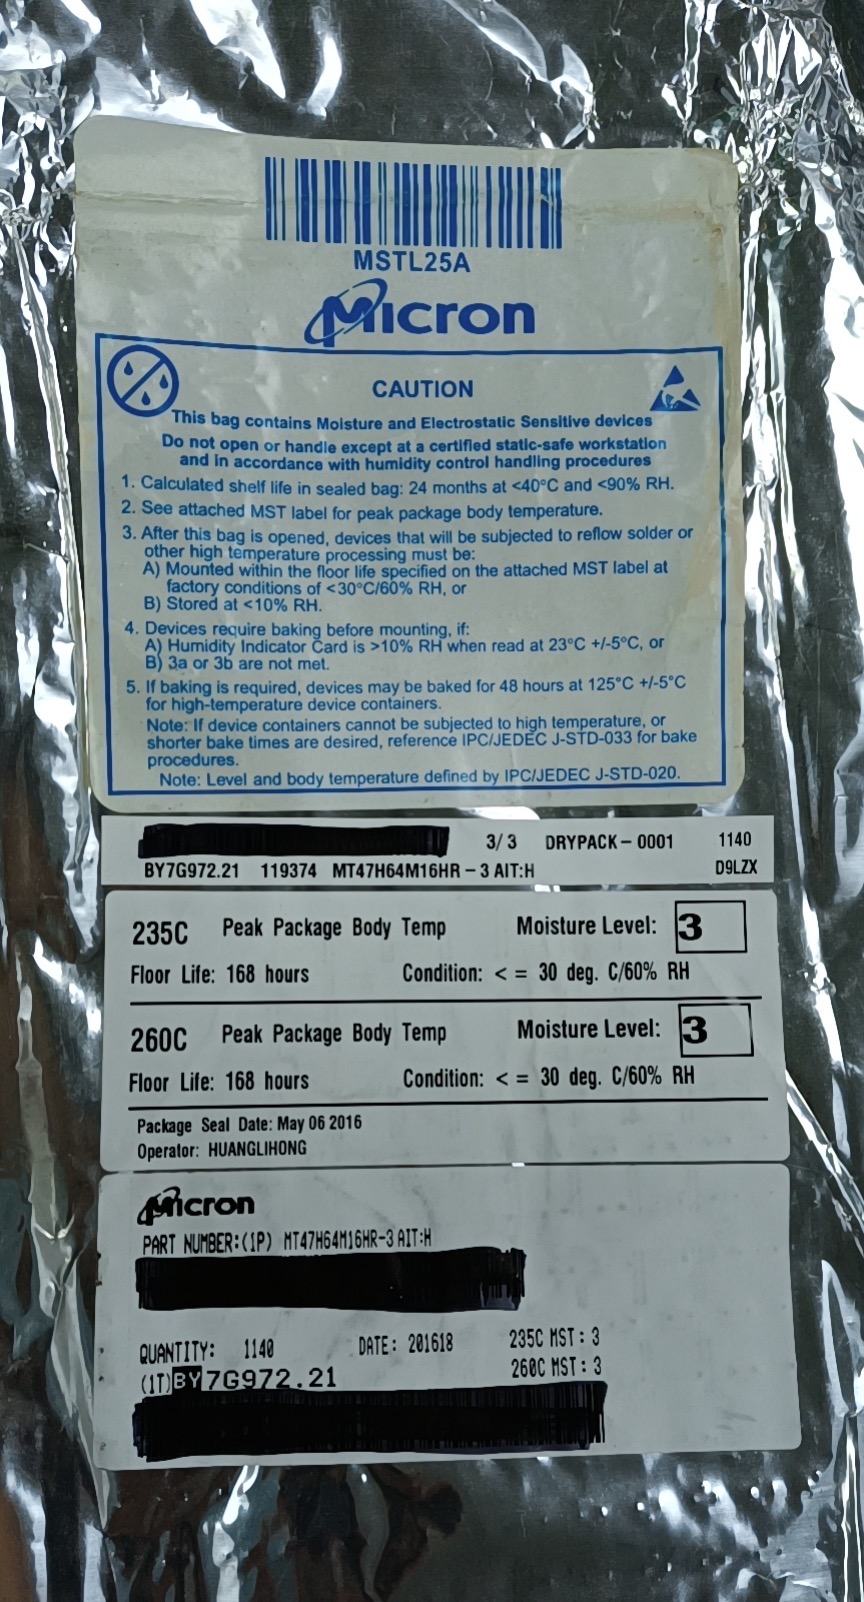 MSTL25A
Micron
CAUTION
This bag contains Moisture and Electrostatic Sensitive devices
Do not open or handle except at a certified static-safe workstation
and in accordance with humidity control handling procedures
1. Calculated shelf life in sealed bag: 24 months at <40°C and <90% RH.
2. See attached MST label for peak package body temperature.
3. After this bag is opened, devices that will be subjected to reflow solder or
other high temperature processing must be:
A) Mounted within the floor life specified on the attached MST label at
factory conditions of <30°C/60% RH, or
B) Stored at <10% RH.
4. Devices require baking before mounting, if:
A) Humidity Indicator Card is >10% RH when read at 23°C +/-5°C, or
B) 3a or 3b are not met.
5. If baking is required, devices may be baked for 48 hours at 125°C +/-5°C
for high-temperature device containers.
Note: If device containers cannot be subjected to high temperature, or
shorter bake times are desired, reference IPC/JEDEC J-STD-033 for bake
procedures.
Note: Level and body temperature defined by IPC/JEDEC J-STD-020.
3/3 DRYPACK-0001 1140
BY7G972.21 119374 MT47H64M16HR-3 AIT:H D9LZX
235C Peak Package Body Temp Moisture Level: 3
Floor Life: 168 hours Condition: <= 30 deg. C/60% RH
260C Peak Package Body Temp Moisture Level: 3
Floor Life: 168 hours Condition: <= 30 deg. C/60% RH
Package Seal Date: May 06 2016
Operator: HUANGLIHONG
Micron
PART NUMBER:(1P) MT47H64M16HR-3 AIT:H
QUANTITY: 1140 DATE: 201618 235C MST: 3
260C MST: 3
(1T)BY7G972.21